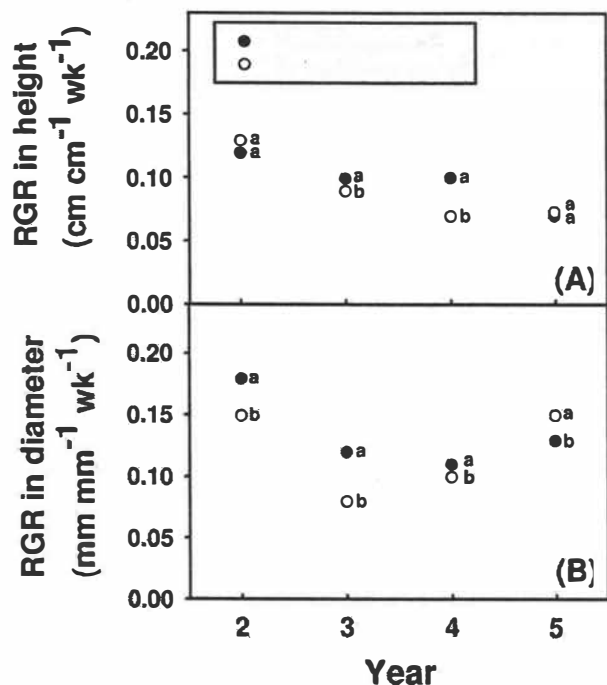 RGR in height
(cm cm⁻¹ wk⁻¹)
0.20
0.15
0.10
0.05
0.00
a
a
a
b
a
b
a
a
(A)
RGR in diameter
(mm mm⁻¹ wk⁻¹)
0.20
0.15
0.10
0.05
0.00
a
b
a
b
a
b
a
b
(B)
2 3 4 5
Year